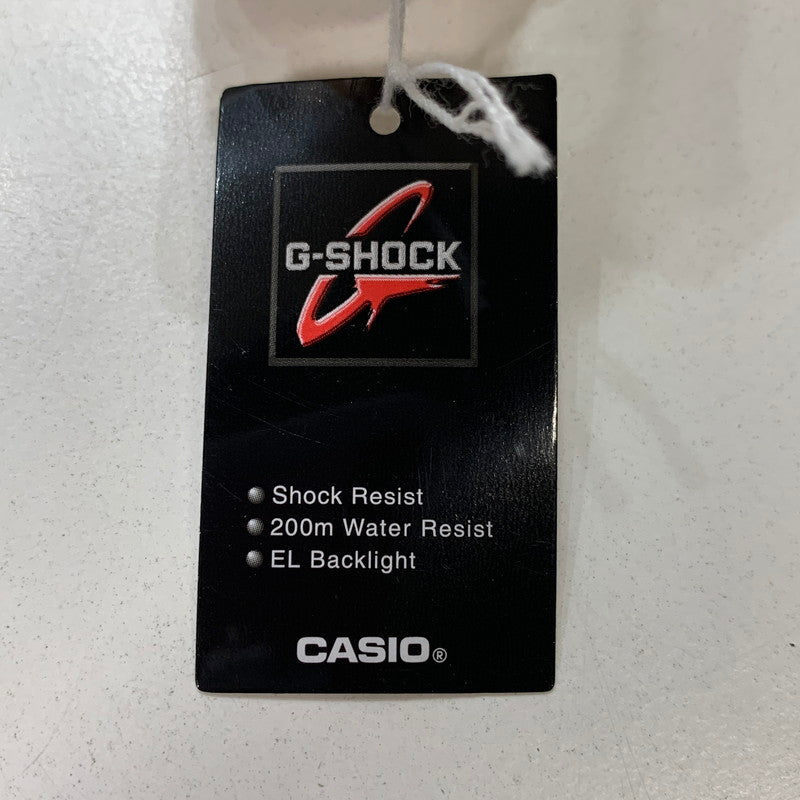 G-SHOCK
Shock Resist
200m Water Resist
EL Backlight
CASIO®